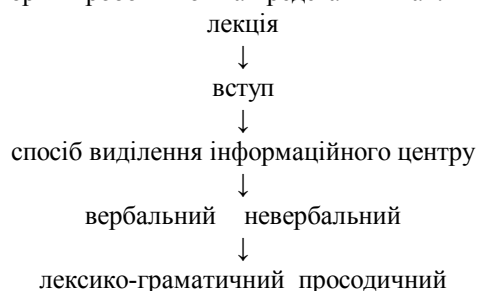 лекція
↓
вступ
↓
спосіб виділення інформаційного центру
↓
вербальний невербальний
↓
лексико-граматичний просодичний